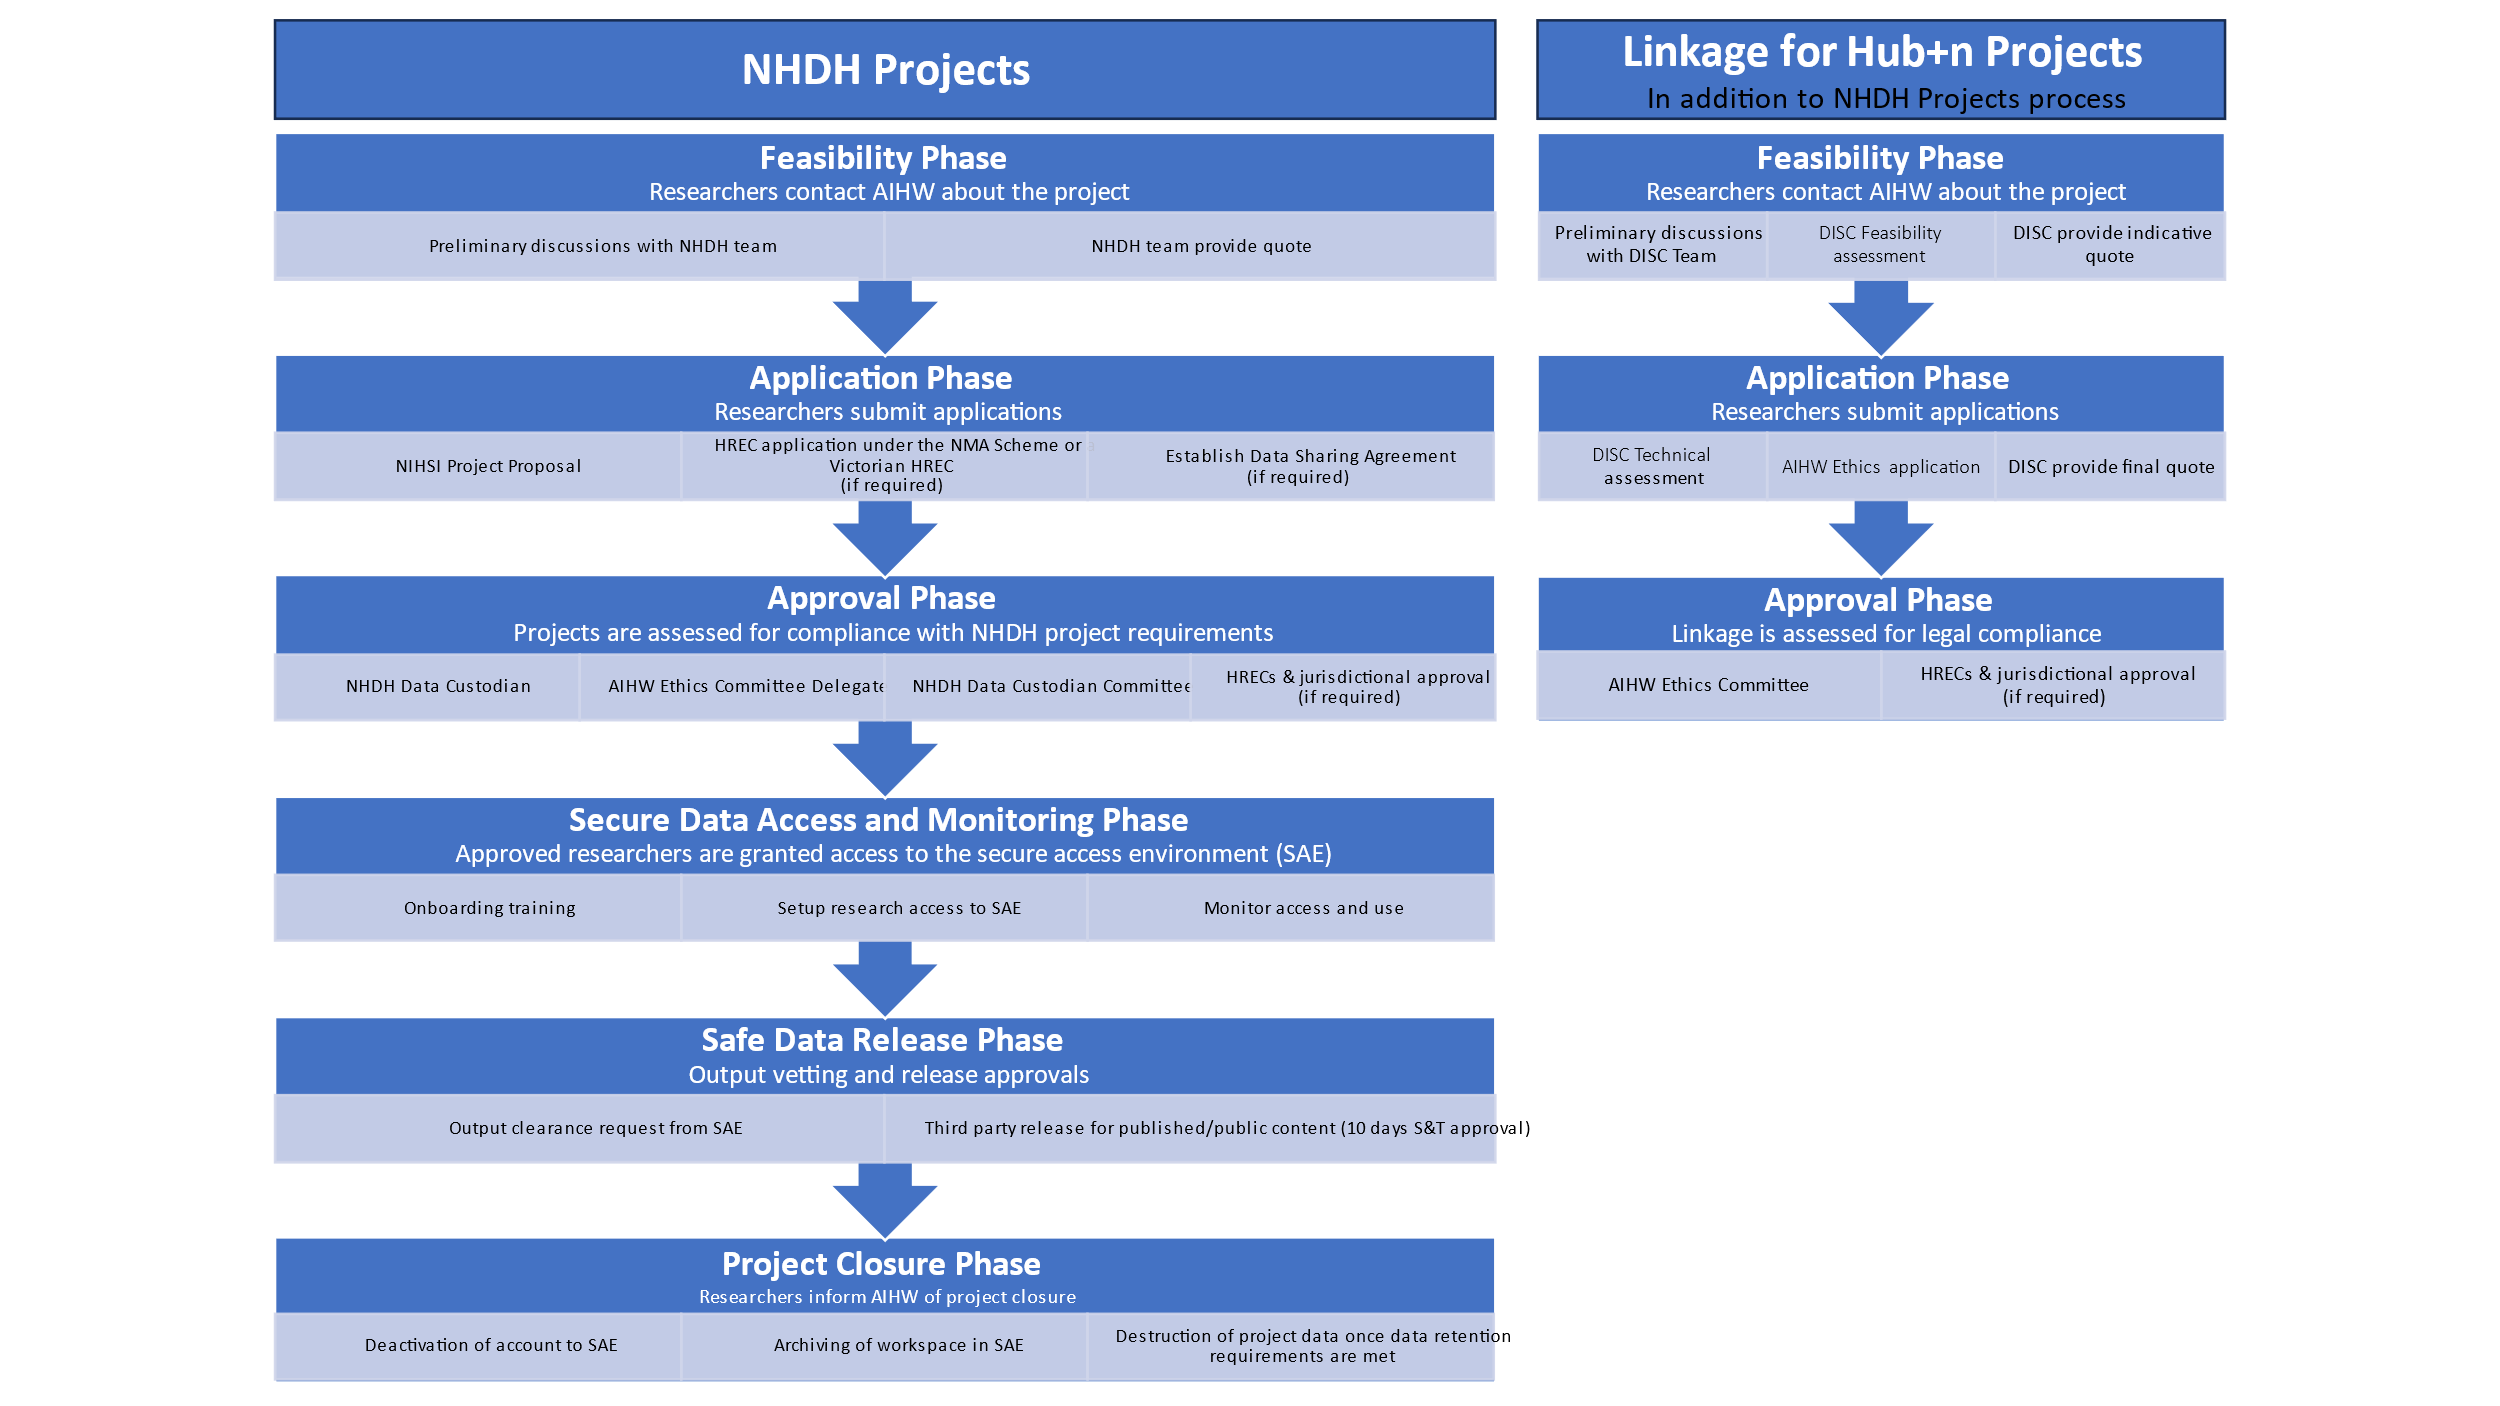 NHDH Projects
Feasibility Phase
Researchers contact AIHW about the project
Preliminary discussions with NHDH team
NHDH team provide quote
Application Phase
Researchers submit applications
NIHSI Project Proposal
HREC application under the NMA Scheme or a
Victorian HREC
(if required)
Establish Data Sharing Agreement
(if required)
Approval Phase
Projects are assessed for compliance with NHDH project requirements
NHDH Data Custodian
AIHW Ethics Committee Delegate
NHDH Data Custodian Committee
HRECs & jurisdictional approval
(if required)
Secure Data Access and Monitoring Phase
Approved researchers are granted access to the secure access environment (SAE)
Onboarding training
Setup research access to SAE
Monitor access and use
Safe Data Release Phase
Output vetting and release approvals
Output clearance request from SAE
Third party release for published/public content (10 days S&T approval)
Project Closure Phase
Researchers inform AIHW of project closure
Deactivation of account to SAE
Archiving of workspace in SAE
Destruction of project data once data retention
requirements are met
Linkage for Hub+n Projects
In addition to NHDH Projects process
Feasibility Phase
Researchers contact AIHW about the project
Preliminary discussions
with DISC Team
DISC Feasibility
assessment
DISC provide indicative
quote
Application Phase
Researchers submit applications
DISC Technical
assessment
AIHW Ethics application
DISC provide final quote
Approval Phase
Linkage is assessed for legal compliance
AIHW Ethics Committee
HRECs & jurisdictional approval
(if required)